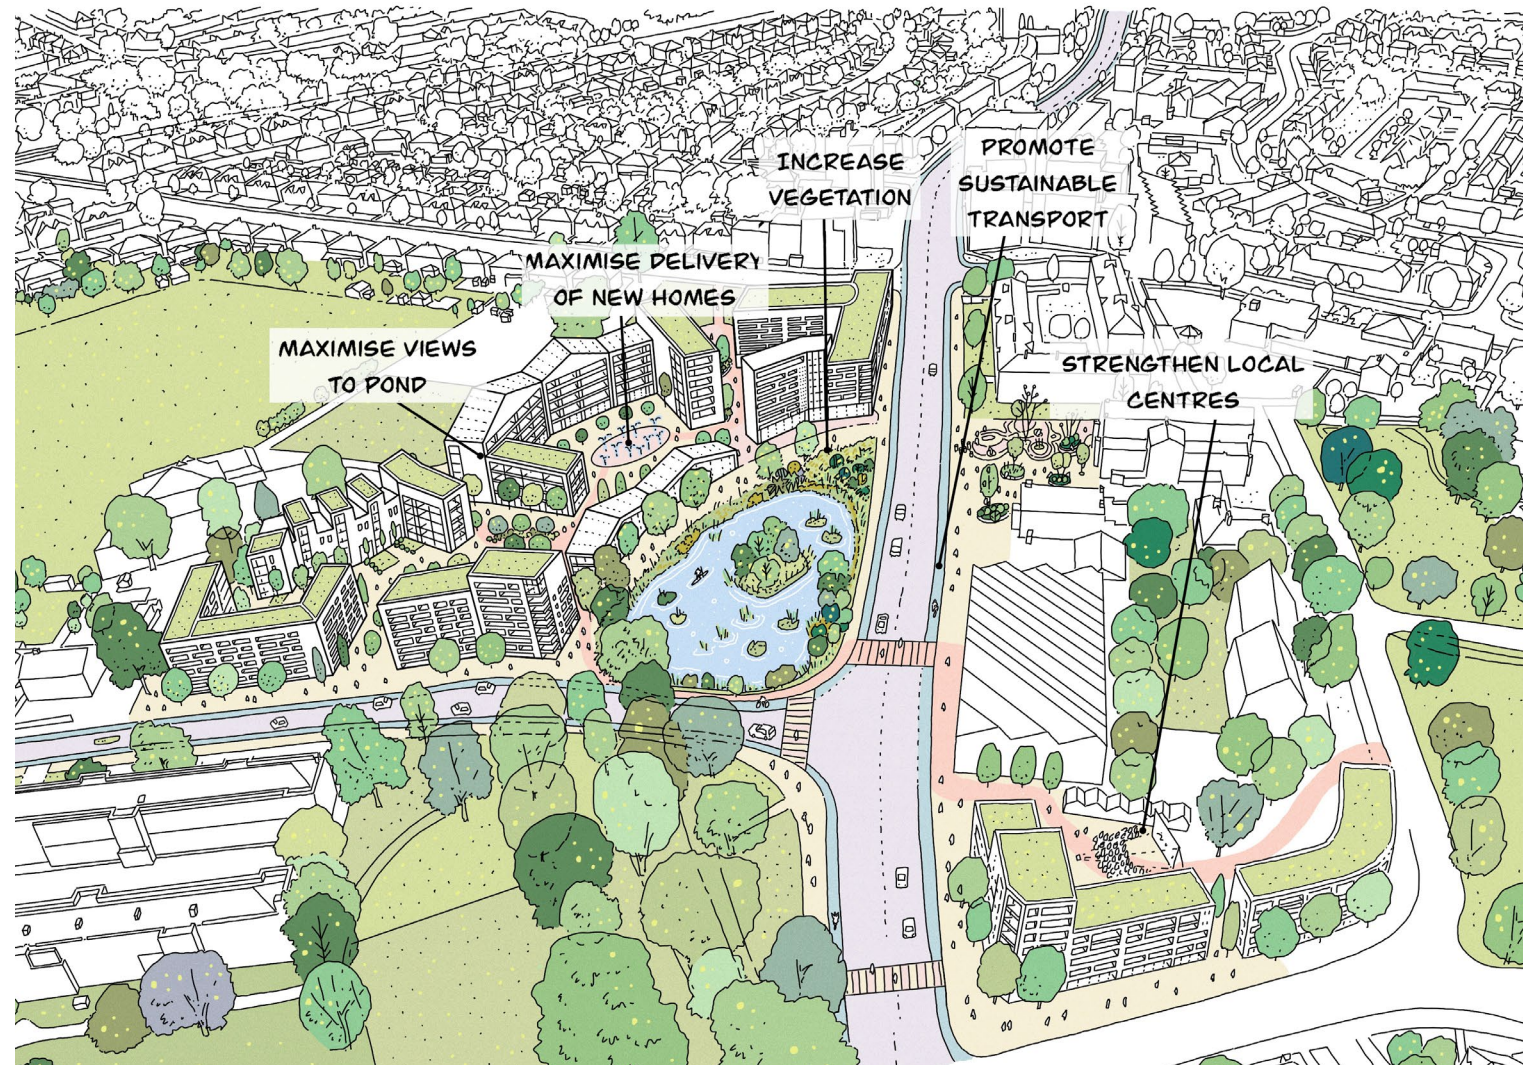 INCREASE
VEGETATION
PROMOTE
SUSTAINABLE
TRANSPORT
MAXIMISE DELIVERY
OF NEW HOMES
MAXIMISE VIEWS
TO POND
STRENGTHEN LOCAL
CENTRES